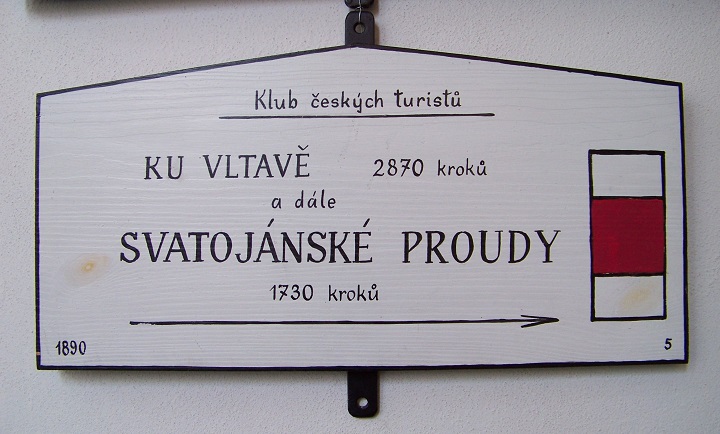 Klub českých turistů
KU VLTAVĚ 2870 kroků
a dále
SVATOJÁNSKÉ PROUDY
1730 kroků
1890 5